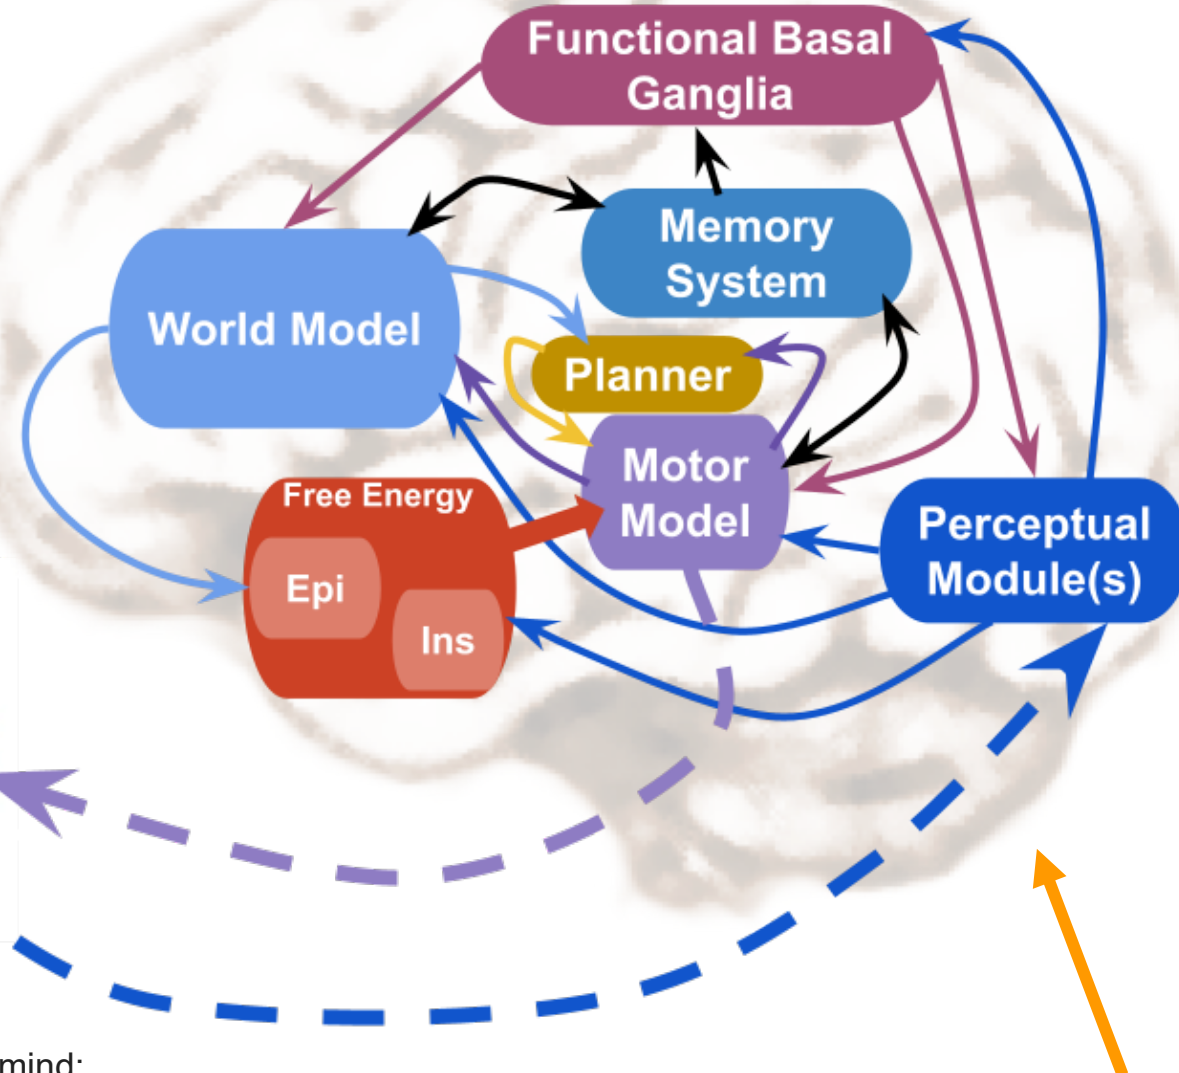 Functional Basal
Ganglia
Memory
System
World Model
Planner
Motor
Model
Free Energy
Epi
Ins
Perceptual
Module(s)
mind: